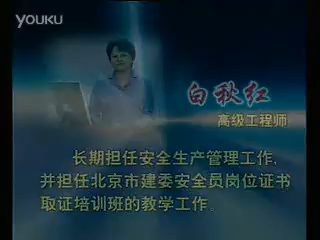 YOUKU
白秋红
高级工程师
长期担任安全生产管理工作,
并担任北京市建委安全员岗位证书
取证培训班的教学工作。